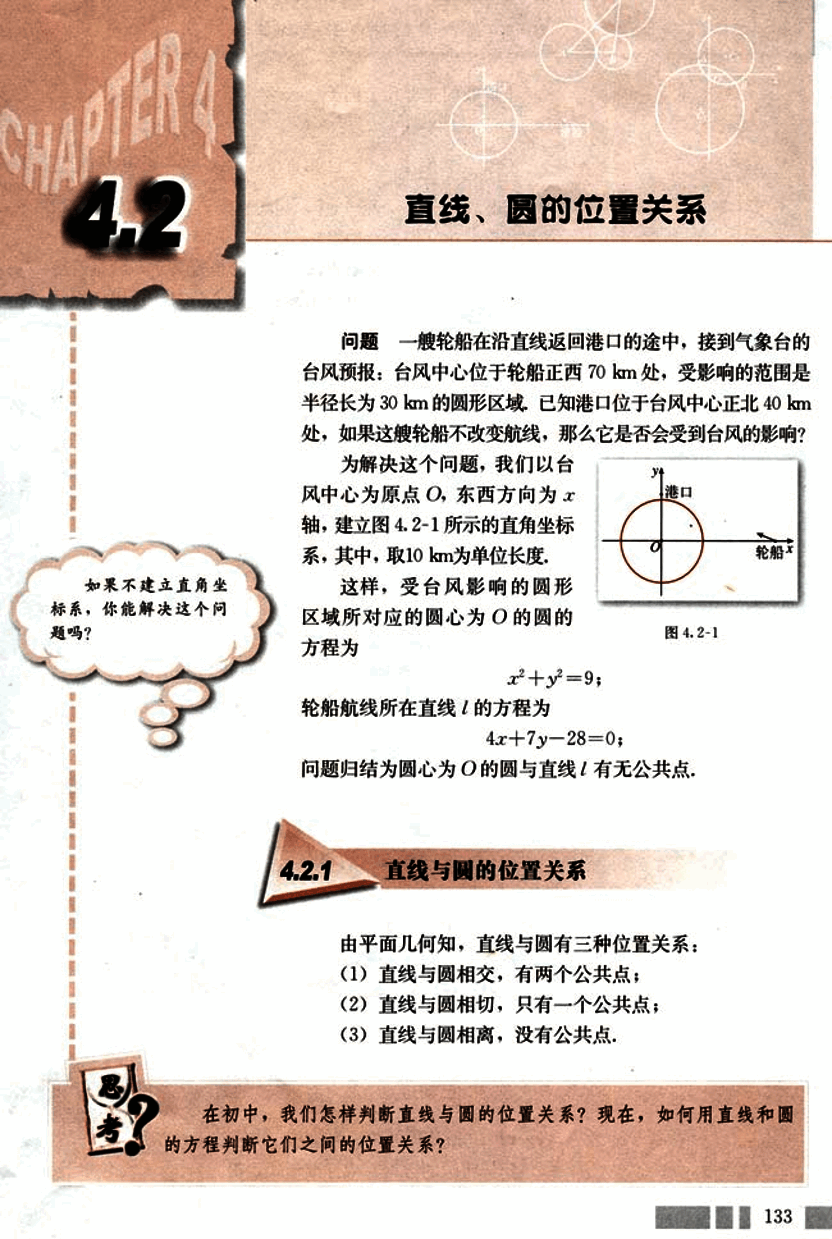 CHAPTER 4
4.2
直线、圆的位置关系
问题 一艘轮船在沿直线返回港口的途中，接到气象台的
台风预报：台风中心位于轮船正西 70 km 处，受影响的范围是
半径长为 30 km 的圆形区域. 已知港口位于台风中心正北 40 km
处，如果这艘轮船不改变航线，那么它是否会受到台风的影响?
为解决这个问题，我们以台
风中心为原点 O，东西方向为 x
轴，建立图 4.2-1 所示的直角坐标
系，其中，取10 km为单位长度.
这样，受台风影响的圆形
区域所对应的圆心为 O 的圆的
方程为
y
港口
O
轮船
x
图 4.2-1
如果不建立直角坐
标系，你能解决这个问
题吗?
x²+y²=9;
轮船航线所在直线 l 的方程为
4x+7y-28=0;
问题归结为圆心为 O 的圆与直线 l 有无公共点.
4.2.1 直线与圆的位置关系
由平面几何知，直线与圆有三种位置关系：
（1）直线与圆相交，有两个公共点；
（2）直线与圆相切，只有一个公共点；
（3）直线与圆相离，没有公共点.
思考?
在初中，我们怎样判断直线与圆的位置关系? 现在，如何用直线和圆
的方程判断它们之间的位置关系?
133